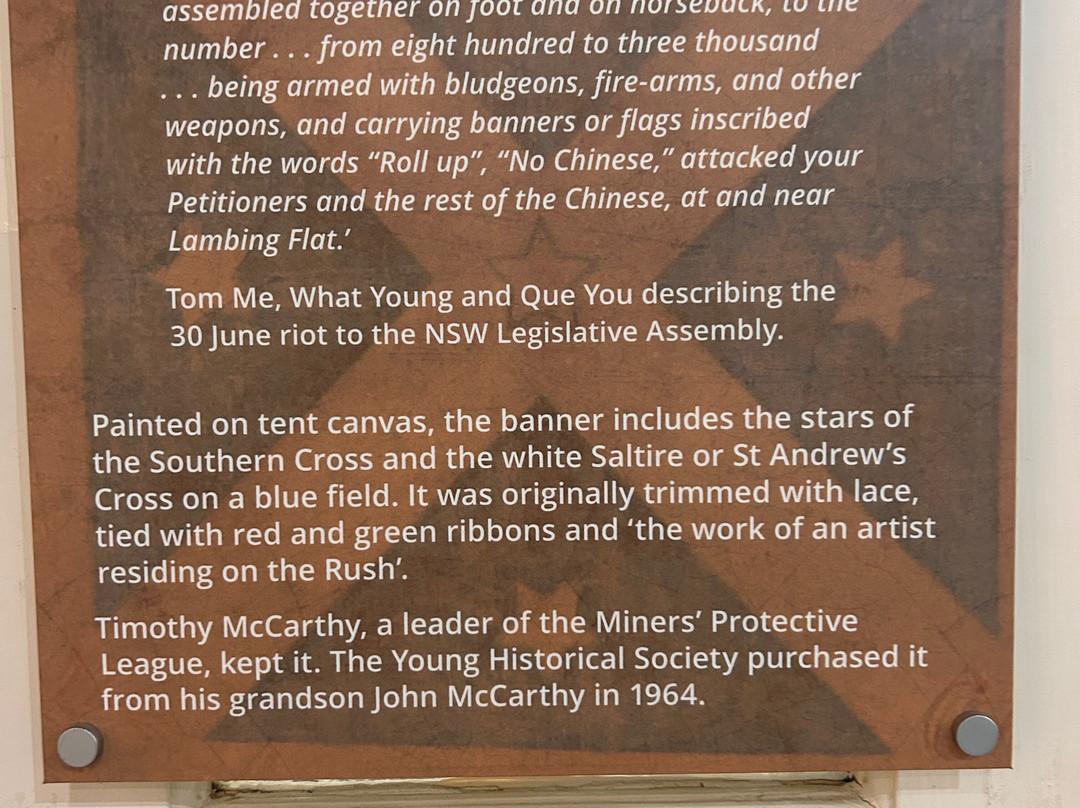 assembled together on foot and on horseback, to the
number . . . from eight hundred to three thousand
. . . being armed with bludgeons, fire-arms, and other
weapons, and carrying banners or flags inscribed
with the words “Roll up”, “No Chinese,” attacked your
Petitioners and the rest of the Chinese, at and near
Lambing Flat.’
Tom Me, What Young and Que You describing the
30 June riot to the NSW Legislative Assembly.
Painted on tent canvas, the banner includes the stars of
the Southern Cross and the white Saltire or St Andrew’s
Cross on a blue field. It was originally trimmed with lace,
tied with red and green ribbons and ‘the work of an artist
residing on the Rush’.
Timothy McCarthy, a leader of the Miners’ Protective
League, kept it. The Young Historical Society purchased it
from his grandson John McCarthy in 1964.